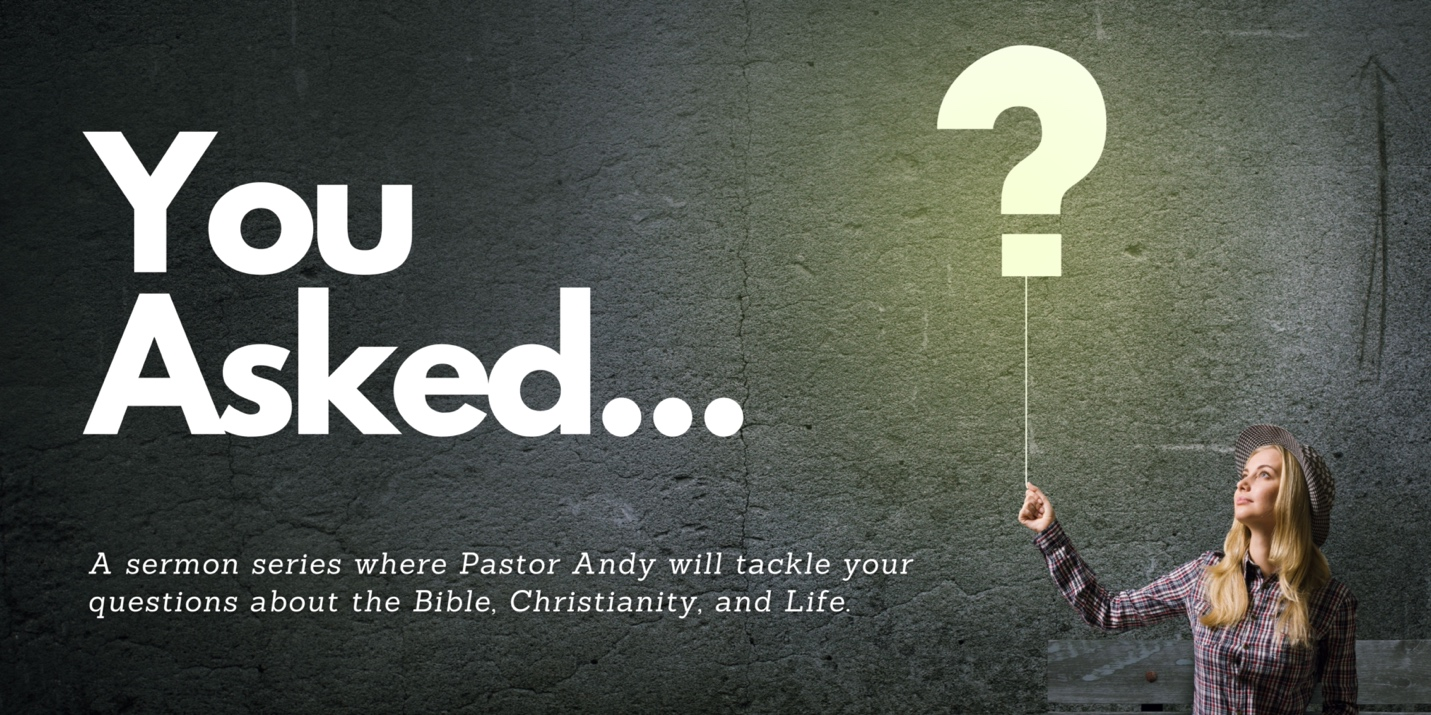 You
Asked...
?
A sermon series where Pastor Andy will tackle your
questions about the Bible, Christianity, and Life.